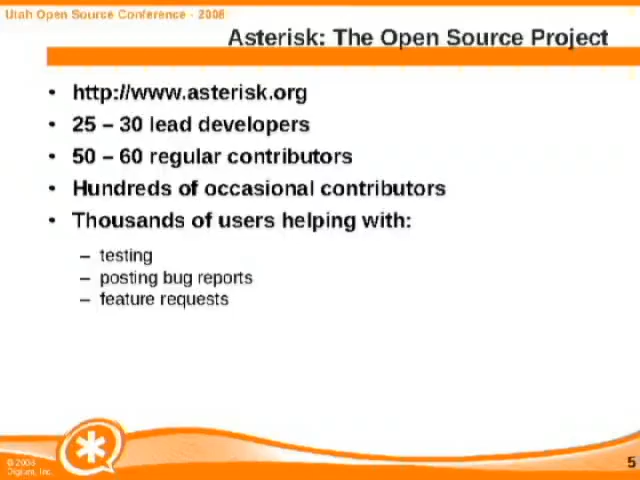 Utah Open Source Conference - 2008
Asterisk: The Open Source Project
• http://www.asterisk.org
• 25 – 30 lead developers
• 50 – 60 regular contributors
• Hundreds of occasional contributors
• Thousands of users helping with:
– testing
– posting bug reports
– feature requests
Digium, Inc.
5